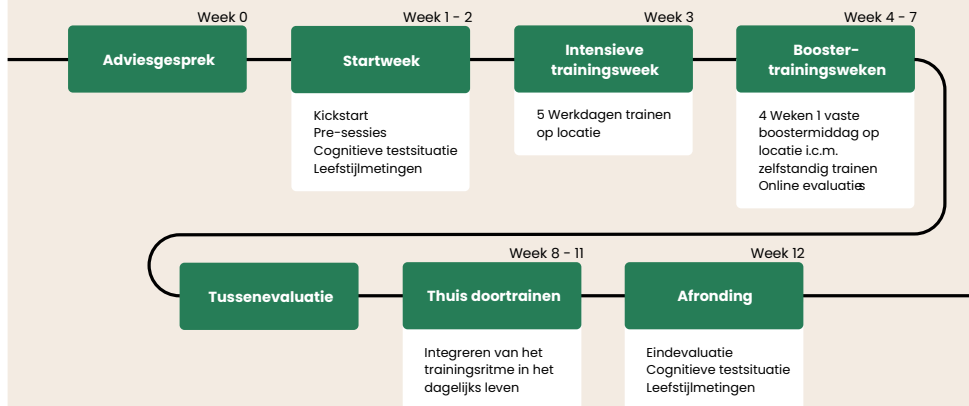 Week 0
Adviesgesprek
Week 1 - 2
Startweek
Kickstart
Pre-sessies
Cognitieve testsituatie
Leefstijlmetingen
Week 3
Intensieve
trainingsweek
5 Werkdagen trainen
op locatie
Week 4 - 7
Booster-
trainingsweken
4 Weken 1 vaste
boostermiddag op
locatie i.c.m.
zelfstandig trainen
Online evaluaties
Tussenevaluatie
Week 8 - 11
Thuis doortrainen
Integreren van het
trainingsritme in het
dagelijks leven
Week 12
Afronding
Eindevaluatie
Cognitieve testsituatie
Leefstijlmetingen